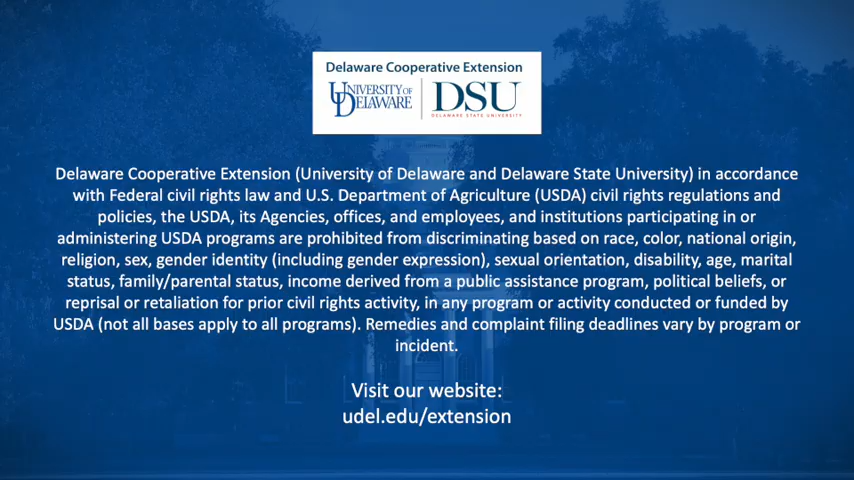 Delaware Cooperative Extension
UNIVERSITY OF DELAWARE
DSU
DELAWARE STATE UNIVERSITY
Delaware Cooperative Extension (University of Delaware and Delaware State University) in accordance
with Federal civil rights law and U.S. Department of Agriculture (USDA) civil rights regulations and
policies, the USDA, its Agencies, offices, and employees, and institutions participating in or
administering USDA programs are prohibited from discriminating based on race, color, national origin,
religion, sex, gender identity (including gender expression), sexual orientation, disability, age, marital
status, family/parental status, income derived from a public assistance program, political beliefs, or
reprisal or retaliation for prior civil rights activity, in any program or activity conducted or funded by
USDA (not all bases apply to all programs). Remedies and complaint filing deadlines vary by program or
incident.
Visit our website:
udel.edu/extension